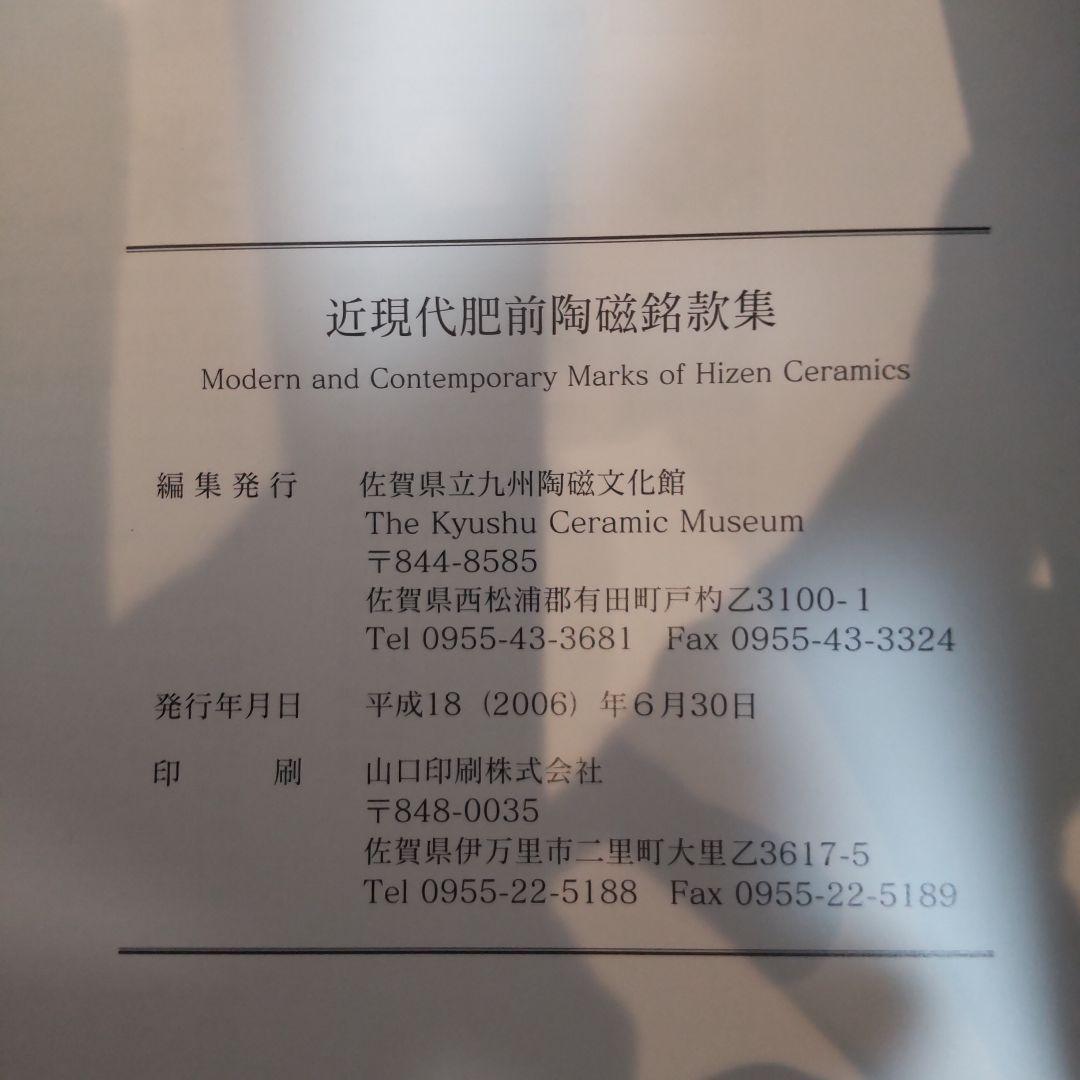 近現代肥前陶磁銘款集
Modern and Contemporary Marks of Hizen Ceramics
編集発行　佐賀県立九州陶磁文化館
The Kyushu Ceramic Museum
〒844-8585
佐賀県西松浦郡有田町戸杓乙3100-1
Tel 0955-43-3681　Fax 0955-43-3324
発行年月日　平成18（2006）年6月30日
印　刷　山口印刷株式会社
〒848-0035
佐賀県伊万里市二里町大里乙3617-5
Tel 0955-22-5188　Fax 0955-22-5189